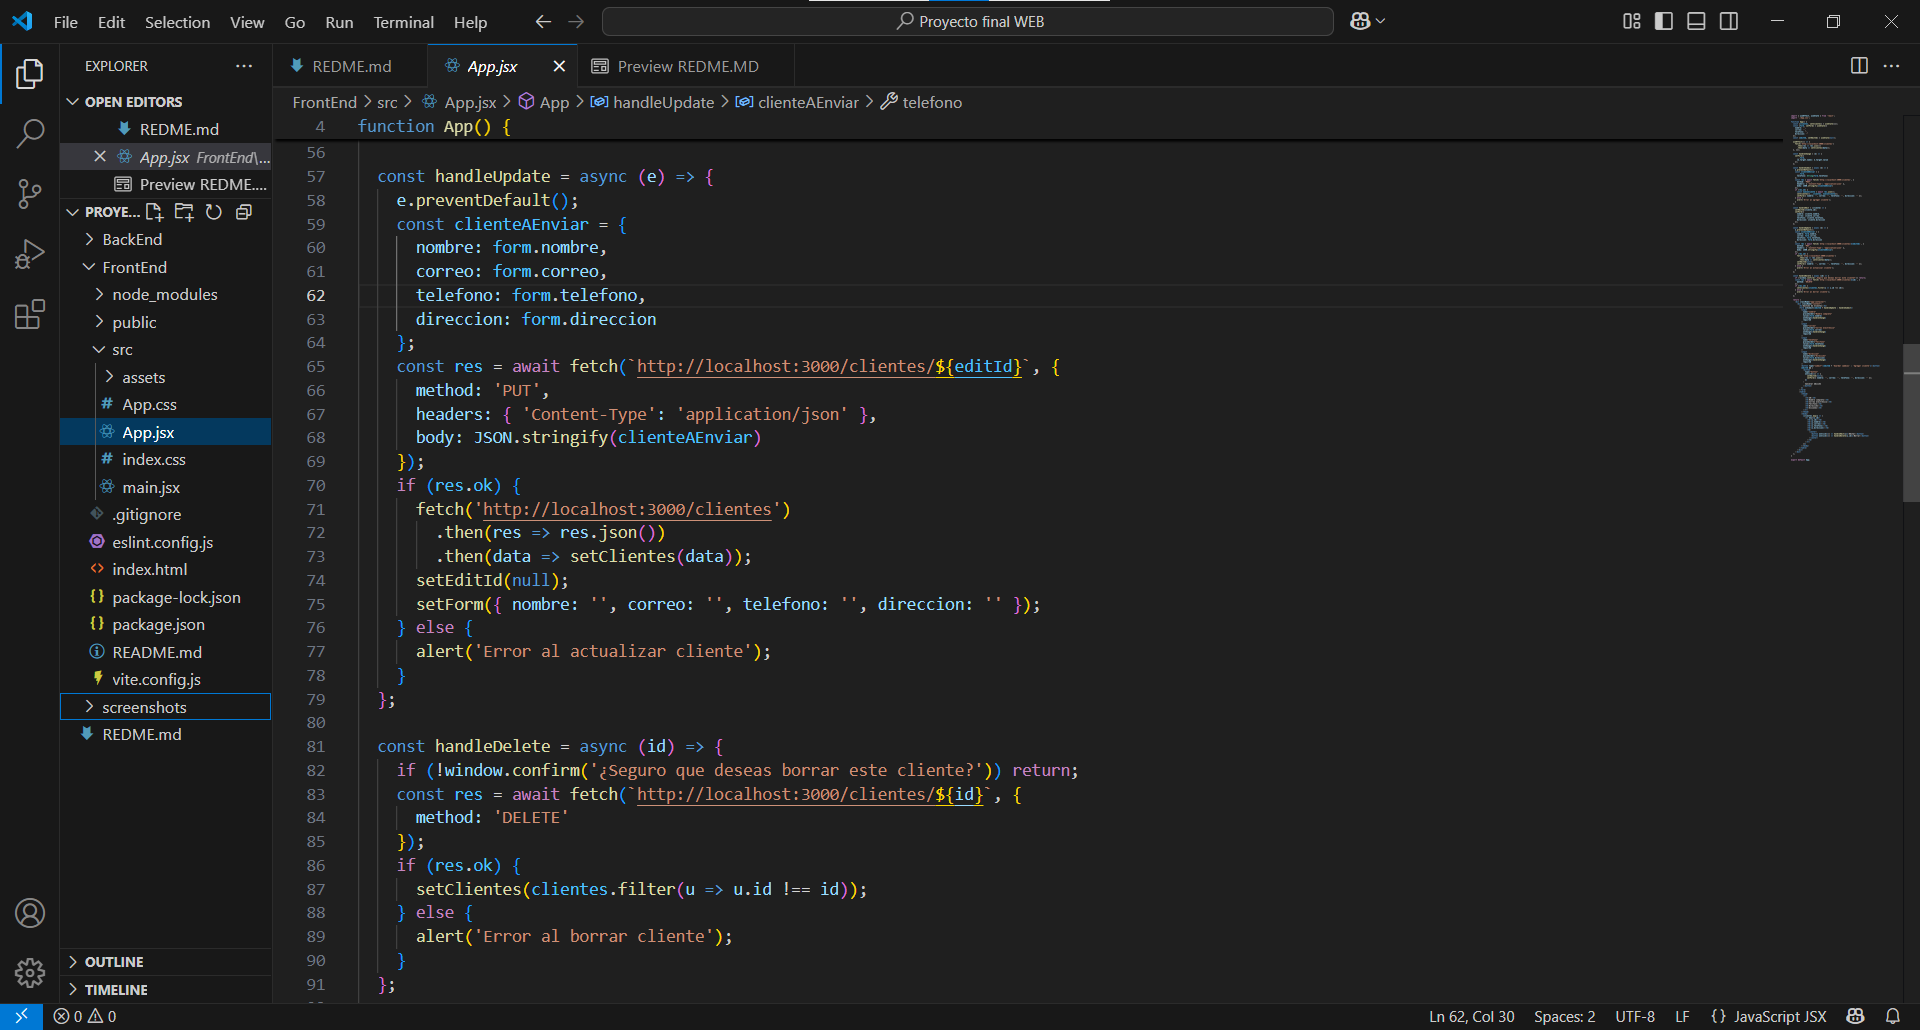 File Edit Selection View Go Run Terminal Help
Proyecto final WEB
EXPLORER
OPEN EDITORS
REDME.md
App.jsx FrontEnd\...
Preview REDME....
PROYE...
BackEnd
FrontEnd
node_modules
public
src
assets
App.css
App.jsx
index.css
main.jsx
.gitignore
eslint.config.js
index.html
package-lock.json
package.json
README.md
vite.config.js
screenshots
REDME.md
OUTLINE
TIMELINE
REDME.md App.jsx Preview REDME.MD
FrontEnd > src > App.jsx > App > handleUpdate > clienteAEnviar > telefono
4 function App() {
56
57 const handleUpdate = async (e) => {
58 e.preventDefault();
59 const clienteAEnviar = {
60 nombre: form.nombre,
61 correo: form.correo,
62 telefono: form.telefono,
63 direccion: form.direccion
64 };
65 const res = await fetch(`http://localhost:3000/clientes/${editId}`, {
66 method: 'PUT',
67 headers: { 'Content-Type': 'application/json' },
68 body: JSON.stringify(clienteAEnviar)
69 });
70 if (res.ok) {
71 fetch('http://localhost:3000/clientes')
72 .then(res => res.json())
73 .then(data => setClientes(data));
74 setEditId(null);
75 setForm({ nombre: '', correo: '', telefono: '', direccion: '' });
76 } else {
77 alert('Error al actualizar cliente');
78 }
79 };
80
81 const handleDelete = async (id) => {
82 if (!window.confirm('¿Seguro que deseas borrar este cliente?')) return;
83 const res = await fetch(`http://localhost:3000/clientes/${id}`, {
84 method: 'DELETE'
85 });
86 if (res.ok) {
87 setClientes(clientes.filter(u => u.id !== id));
88 } else {
89 alert('Error al borrar cliente');
90 }
91 };
0 0
Ln 62, Col 30 Spaces: 2 UTF-8 LF {} JavaScript JSX